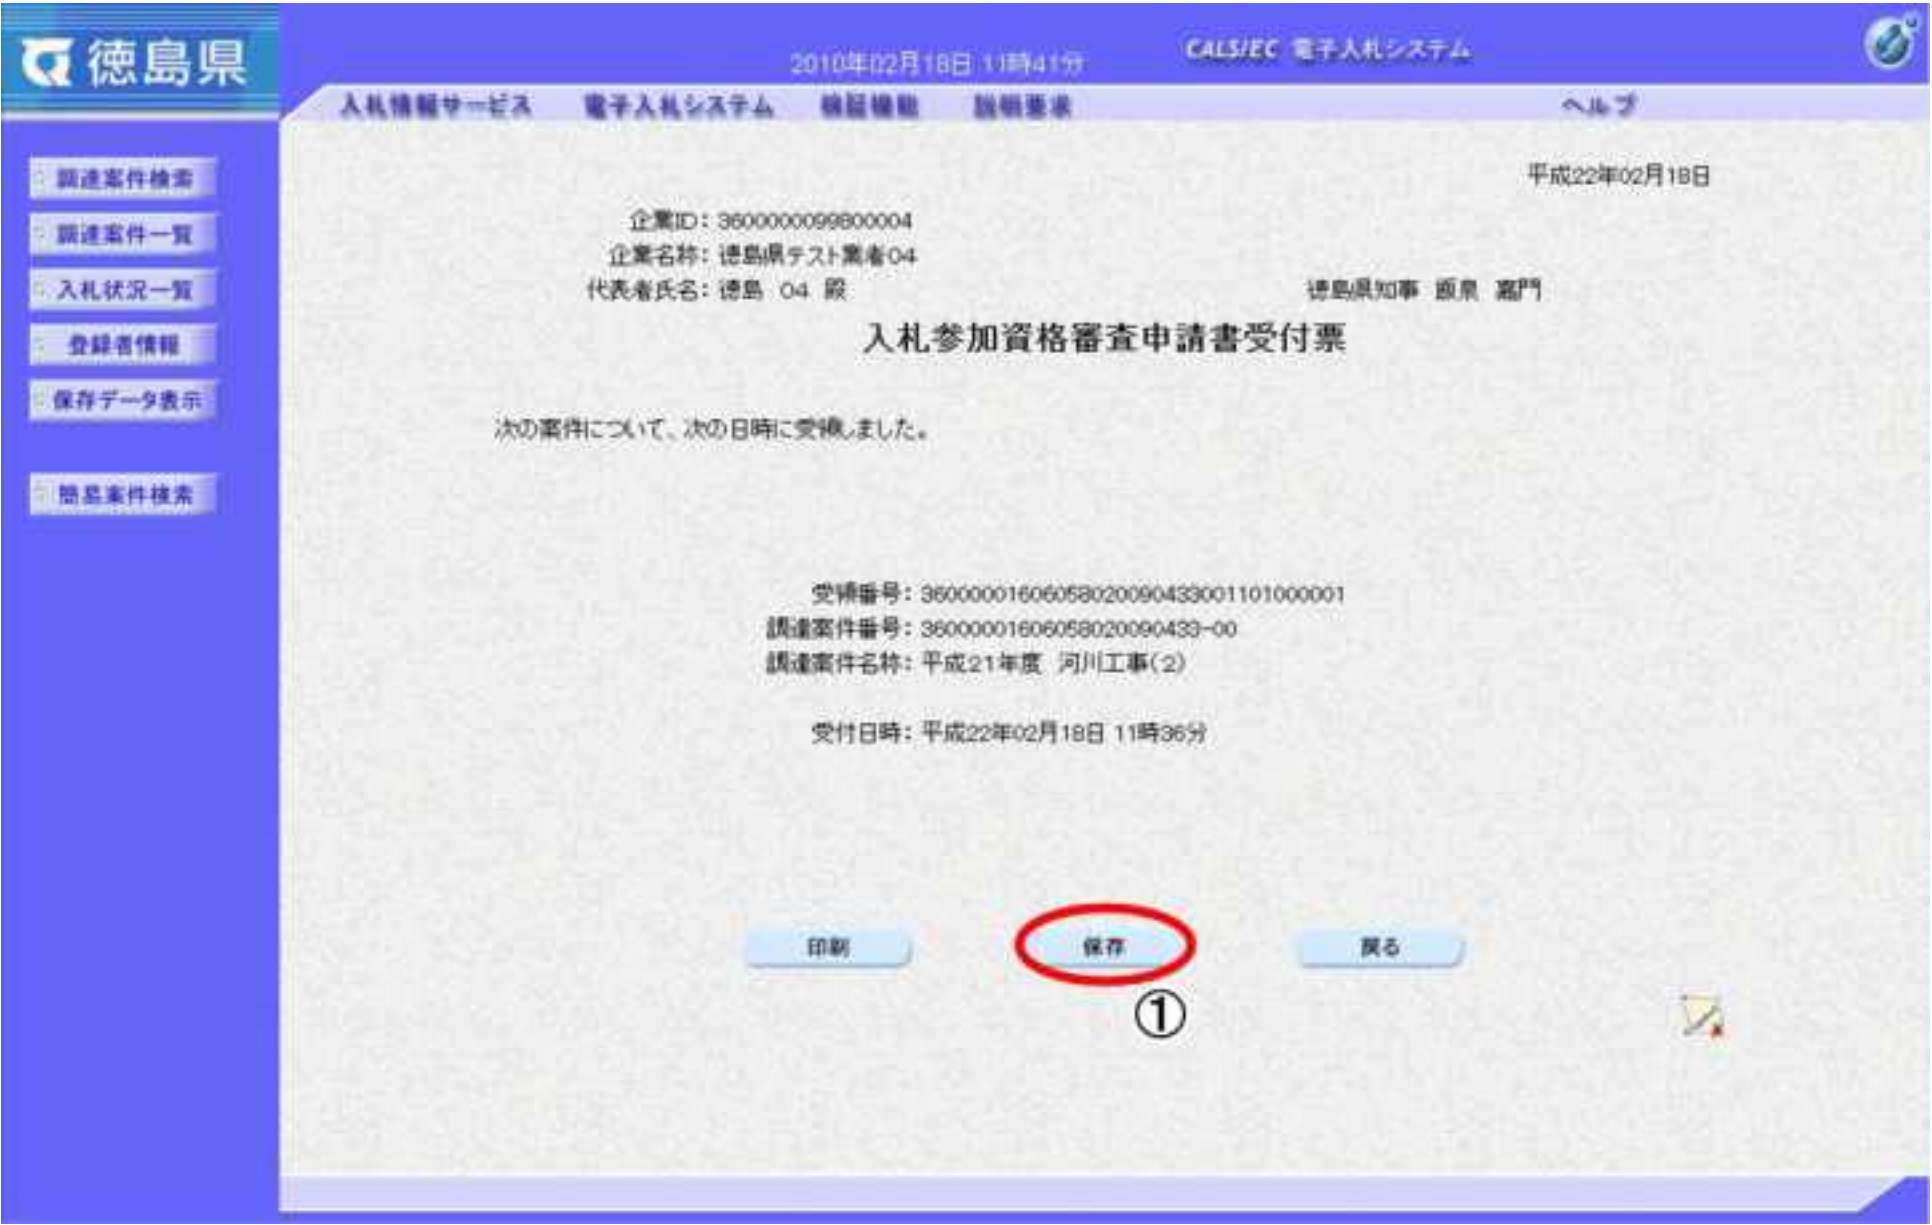 徳島県
2010年02月18日 11時41分
CALS/EC 電子入札システム
入札情報サービス 電子入札システム 検証機能 説明要求 ヘルプ
調達案件検索
調達案件一覧
入札状況一覧
登録者情報
保存データ表示
簡易案件検索
平成22年02月18日
企業ID：3600000099800004
企業名称：徳島県テスト業者04
代表者氏名：徳島 04 殿
徳島県知事 飯泉 嘉門
入札参加資格審査申請書受付票
次の案件について、次の日時に受領しました。
受領番号：36000001606058020090433001101000001
調達案件番号：36000001606058020090433-00
調達案件名称：平成21年度 河川工事(2)
受付日時：平成22年02月18日 11時36分
印刷 保存 戻る
①